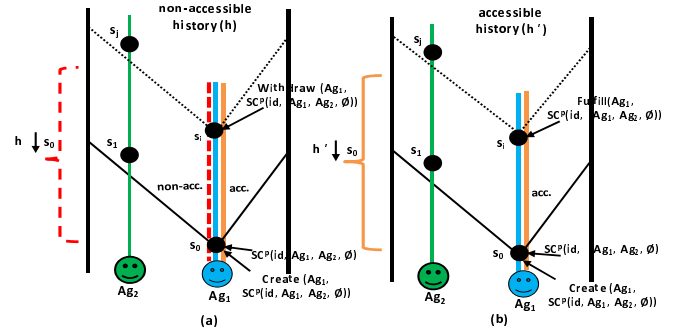 non-accessible
history (h)
sj
Withdraw (Ag1,
SCp(id, Ag1, Ag2, Ø))
si
h ↓ s0
s1
non-acc.
acc.
s0
SCp(id, Ag1, Ag2, Ø)
Create (Ag1,
SCp(id, Ag1, Ag2, Ø))
Ag2
Ag1
(a)
accessible
history (h ’)
sj
Fulfill(Ag1,
SCp(id, Ag1, Ag2, Ø))
si
h ’ ↓ s0
s1
acc.
s0
SCp(id, Ag1, Ag2, Ø)
Create (Ag1,
SCp(id, Ag1, Ag2, Ø))
Ag2
Ag1
(b)